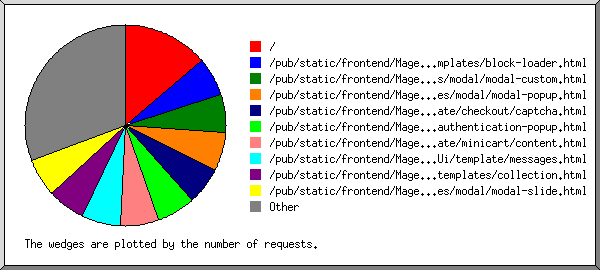 /
/pub/static/frontend/Mage...mplates/block-loader.html
/pub/static/frontend/Mage...s/modal/modal-custom.html
/pub/static/frontend/Mage...es/modal/modal-popup.html
/pub/static/frontend/Mage...ate/checkout/captcha.html
/pub/static/frontend/Mage...authentication-popup.html
/pub/static/frontend/Mage...ate/minicart/content.html
/pub/static/frontend/Mage...Ui/template/messages.html
/pub/static/frontend/Mage...templates/collection.html
/pub/static/frontend/Mage...es/modal/modal-slide.html
Other
The wedges are plotted by the number of requests.